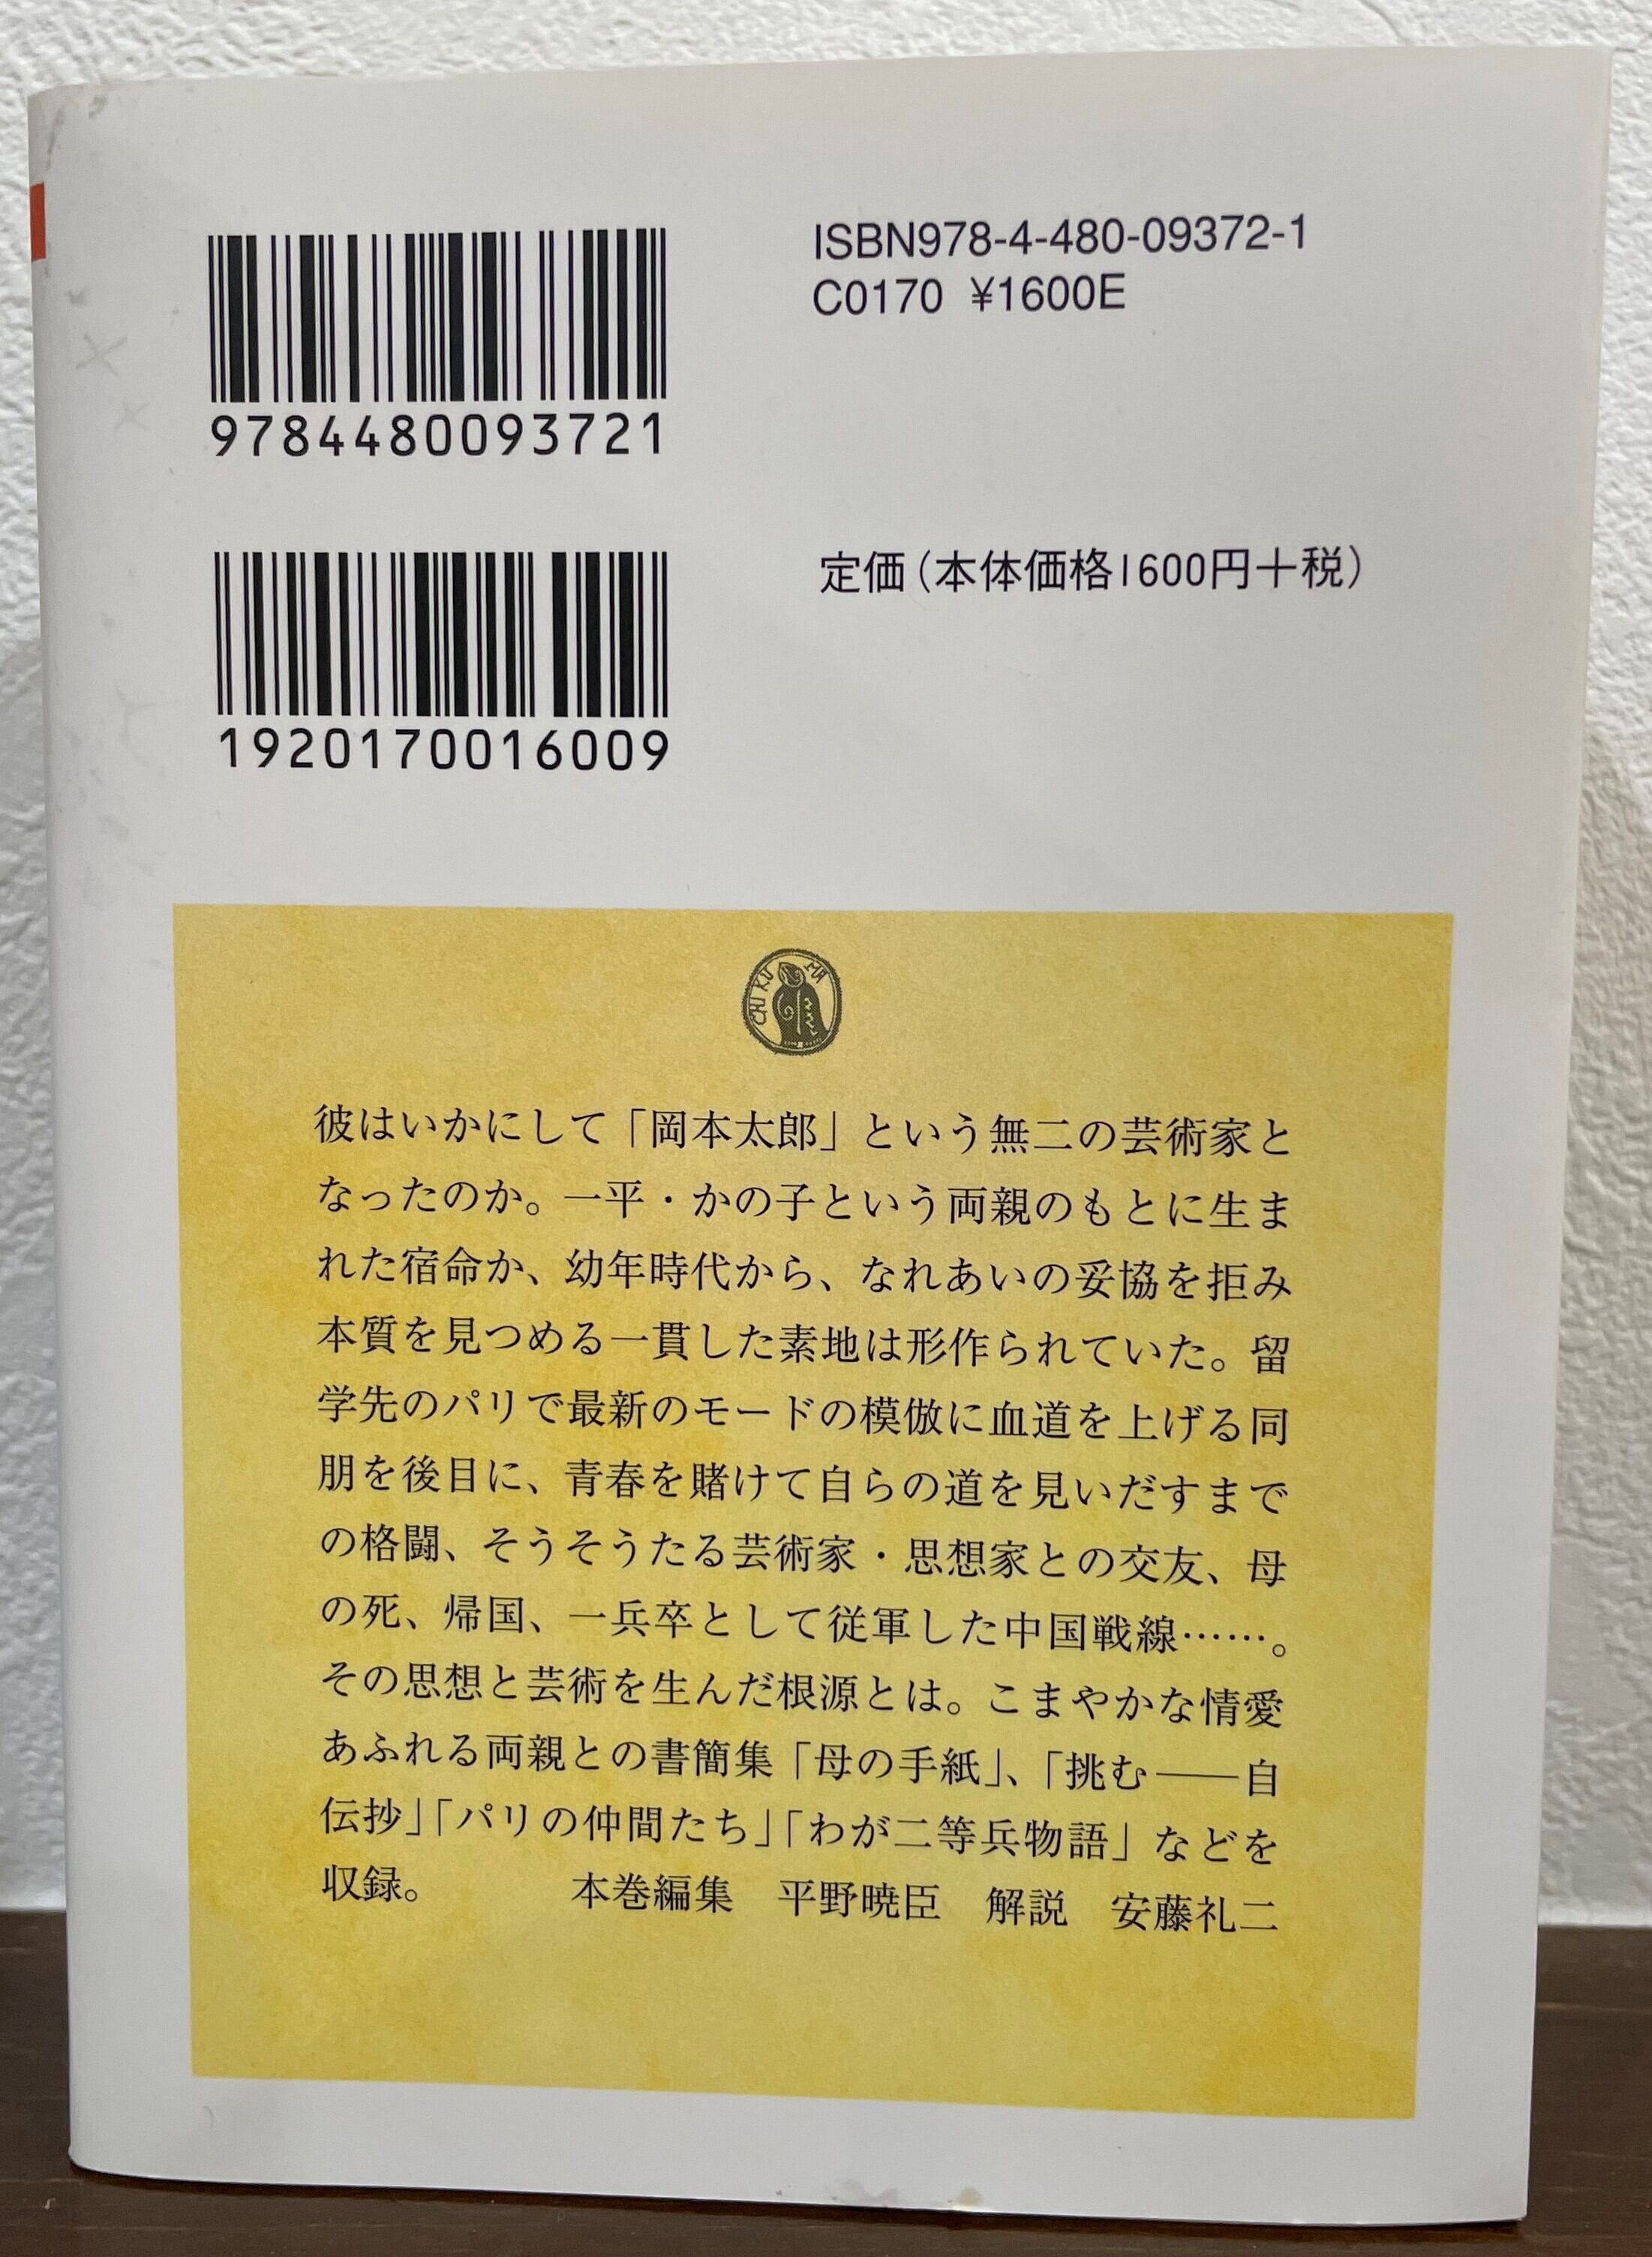 ISBN978-4-480-09372-1
C0170 ¥1600E
9784480093721
定価(本体価格1600円+税)
1920170016009
CHIKUMA
彼はいかにして「岡本太郎」という無二の芸術家と
なったのか。一平・かの子という両親のもとに生ま
れた宿命か、幼年時代から、なれあいの妥協を拒み
本質を見つめる一貫した素地は形作られていた。留
学先のパリで最新のモードの模倣に血道を上げる同
朋を後目に、青春を賭けて自らの道を見いだすまで
の格闘、そうそうたる芸術家・思想家との交友、母
の死、帰国、一兵卒として従軍した中国戦線……。
その思想と芸術を生んだ根源とは。こまやかな情愛
あふれる両親との書簡集「母の手紙」、「挑む――自
伝抄」「パリの仲間たち」「わが二等兵物語」などを
収録。 本巻編集 平野暁臣 解説 安藤礼二